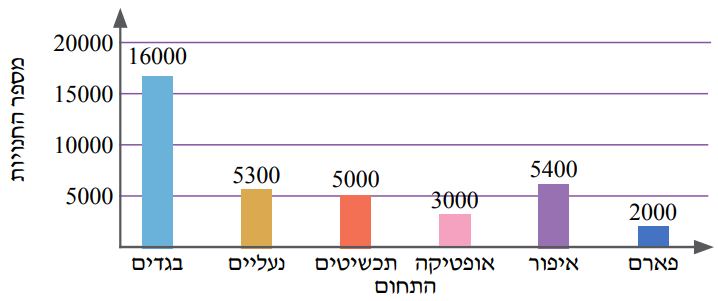 מספר החנויות
20000
15000
10000
5000
16000
5300
5000
3000
5400
2000
בגדים
נעליים
תכשיטים
אופטיקה
איפור
פארם
התחום